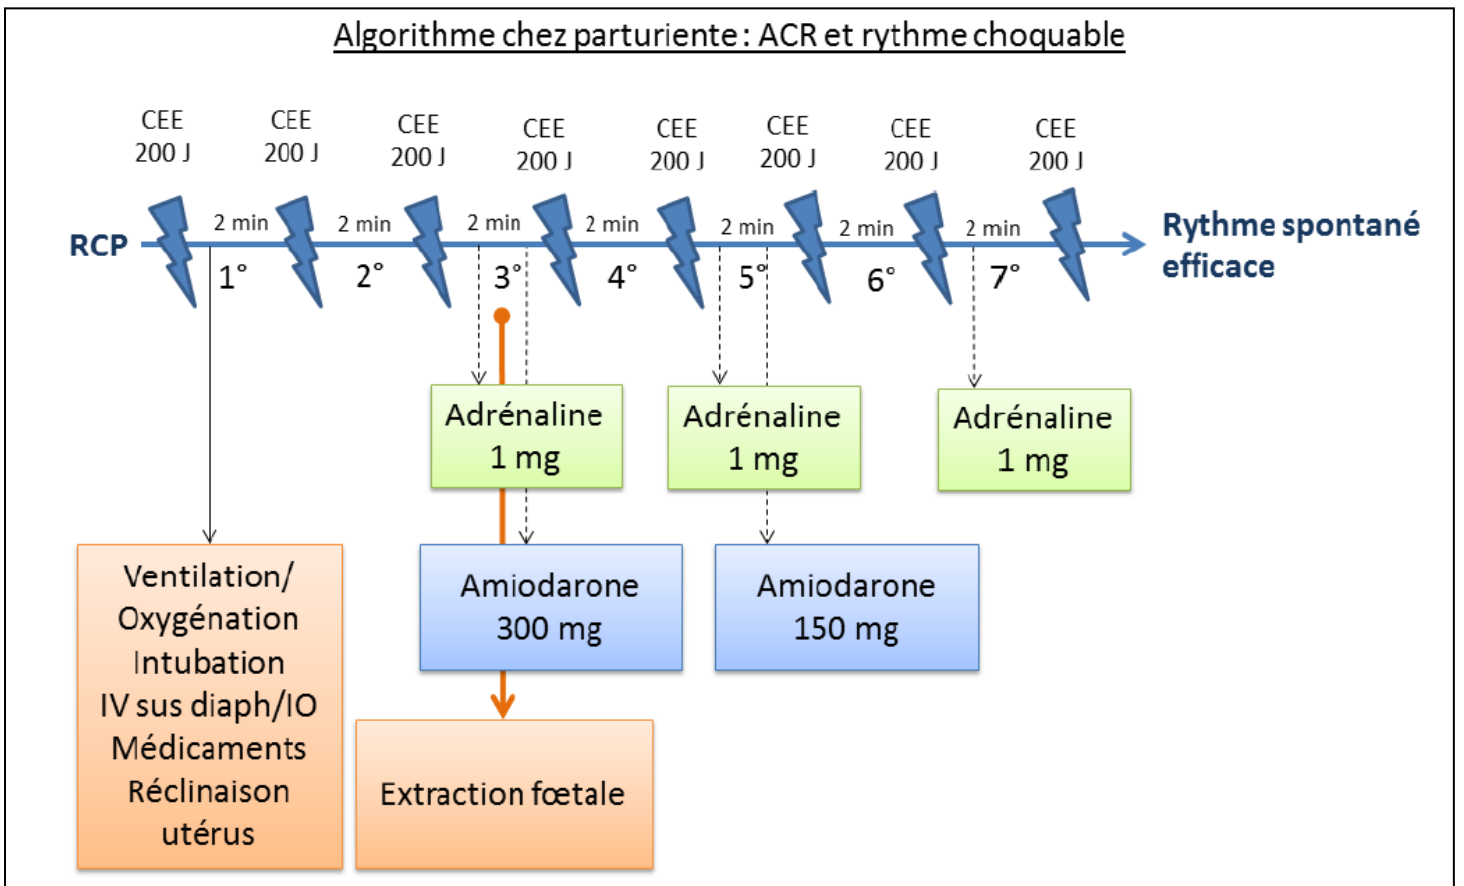 Algorithme chez parturiente : ACR et rythme choquable
CEE
200 J
CEE
200 J
CEE
200 J
CEE
200 J
CEE
200 J
CEE
200 J
CEE
200 J
CEE
200 J
RCP
2 min
2 min
2 min
2 min
2 min
2 min
2 min
Rythme spontané
efficace
1°
2°
3°
4°
5°
6°
7°
Adrénaline
1 mg
Adrénaline
1 mg
Adrénaline
1 mg
Ventilation/
Oxygénation
Intubation
IV sus diaph/IO
Médicaments
Réclinaison
utérus
Amiodarone
300 mg
Amiodarone
150 mg
Extraction fœtale